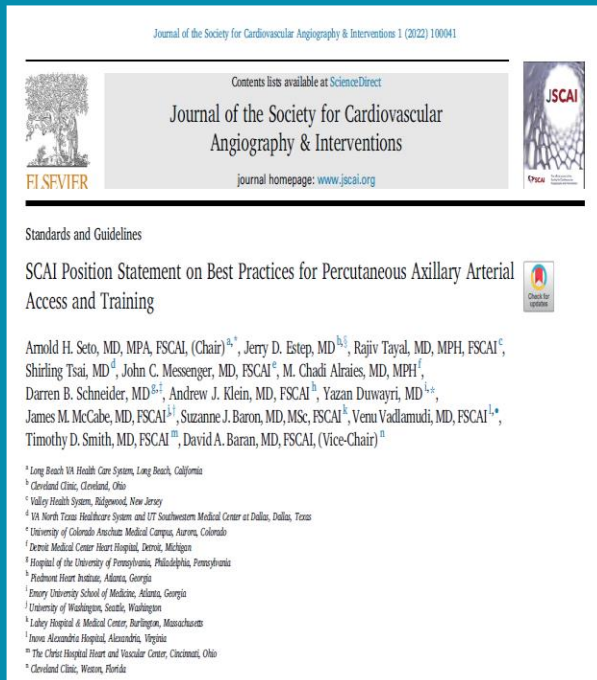 Journal of the Society for Cardiovascular Angiography & Interventions 1 (2022) 100041
Contents lists available at ScienceDirect
Journal of the Society for Cardiovascular
Angiography & Interventions
journal homepage: www.jscai.org
ELSEVIER
JSCAI
SCAI
Standards and Guidelines
SCAI Position Statement on Best Practices for Percutaneous Axillary Arterial
Access and Training
Check for
updates
Arnold H. Seto, MD, MPA, FSCAI, (Chair) a,*, Jerry D. Estep, MD b,§, Rajiv Tayal, MD, MPH, FSCAI c,
Shirling Tsai, MD d, John C. Messenger, MD, FSCAI e, M. Chadi Alraies, MD, MPH f,
Darren B. Schneider, MD g,‡, Andrew J. Klein, MD, FSCAI h, Yazan Duwayri, MD i,*,
James M. McCabe, MD, FSCAI j,†, Suzanne J. Baron, MD, MSc, FSCAI k, Venu Vadlamudi, MD, FSCAI l,•,
Timothy D. Smith, MD, FSCAI m, David A. Baran, MD, FSCAI, (Vice-Chair) n
a Long Beach VA Health Care System, Long Beach, California
b Cleveland Clinic, Cleveland, Ohio
c Valley Health System, Ridgewood, New Jersey
d VA North Texas Healthcare System and UT Southwestern Medical Center at Dallas, Dallas, Texas
e University of Colorado Anschutz Medical Campus, Aurora, Colorado
f Detroit Medical Center Heart Hospital, Detroit, Michigan
g Hospital of the University of Pennsylvania, Philadelphia, Pennsylvania
h Piedmont Heart Institute, Atlanta, Georgia
i Emory University School of Medicine, Atlanta, Georgia
j University of Washington, Seattle, Washington
k Lahey Hospital & Medical Center, Burlington, Massachusetts
l Inova Alexandria Hospital, Alexandria, Virginia
m The Christ Hospital Heart and Vascular Center, Cincinnati, Ohio
n Cleveland Clinic, Weston, Florida